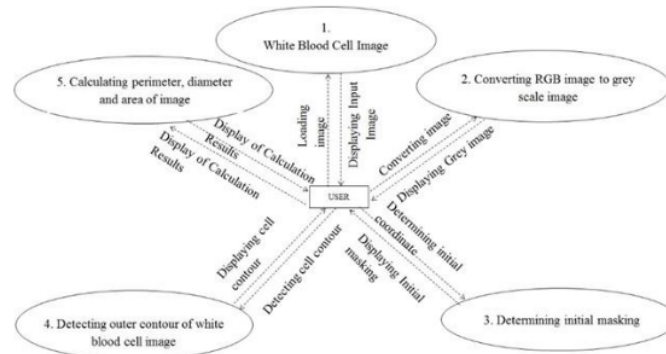 1.
White Blood Cell Image
5. Calculating perimeter, diameter
and area of image
2. Converting RGB image to grey
scale image
Loading
image
Displaying Input
Image
Converting image
Displaying Grey image
Display of Calculation
Results
Display of Calculation
Results
USER
Determining initial
coordinate
Displaying Initial
masking
Displaying cell
contour
Detecting cell contour
4. Detecting outer contour of white
blood cell image
3. Determining initial masking